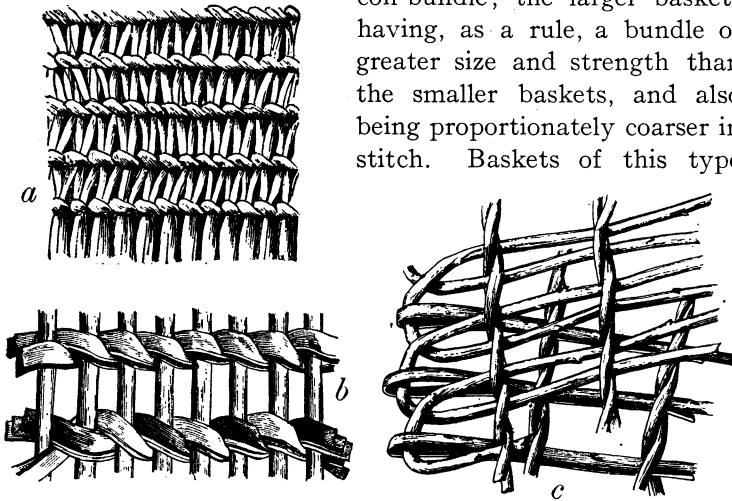 coil-bundle, the larger baskets
having, as a rule, a bundle o
greater size and strength than
the smaller baskets, and also
being proportionately coarser in
stitch. Baskets of this type
a
b
c